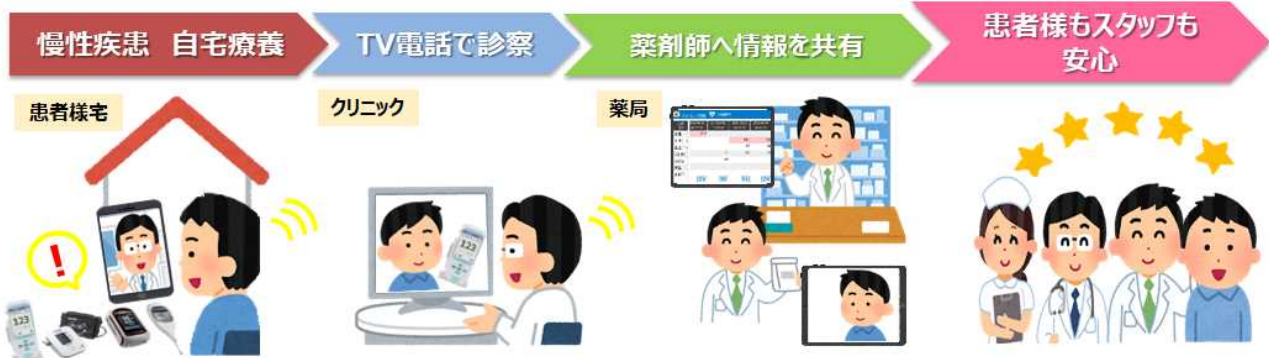 慢性疾患 自宅療養
TV電話で診察
薬剤師へ情報を共有
患者様もスタッフも
安心
患者様宅
クリニック
薬局
!
123
123